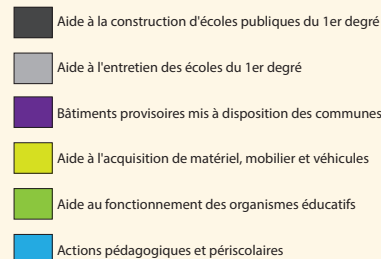 Aide à la construction d'écoles publiques du 1er degré
Aide à l'entretien des écoles du 1er degré
Bâtiments provisoires mis à disposition des communes
Aide à l'acquisition de matériel, mobilier et véhicules
Aide au fonctionnement des organismes éducatifs
Actions pédagogiques et périscolaires